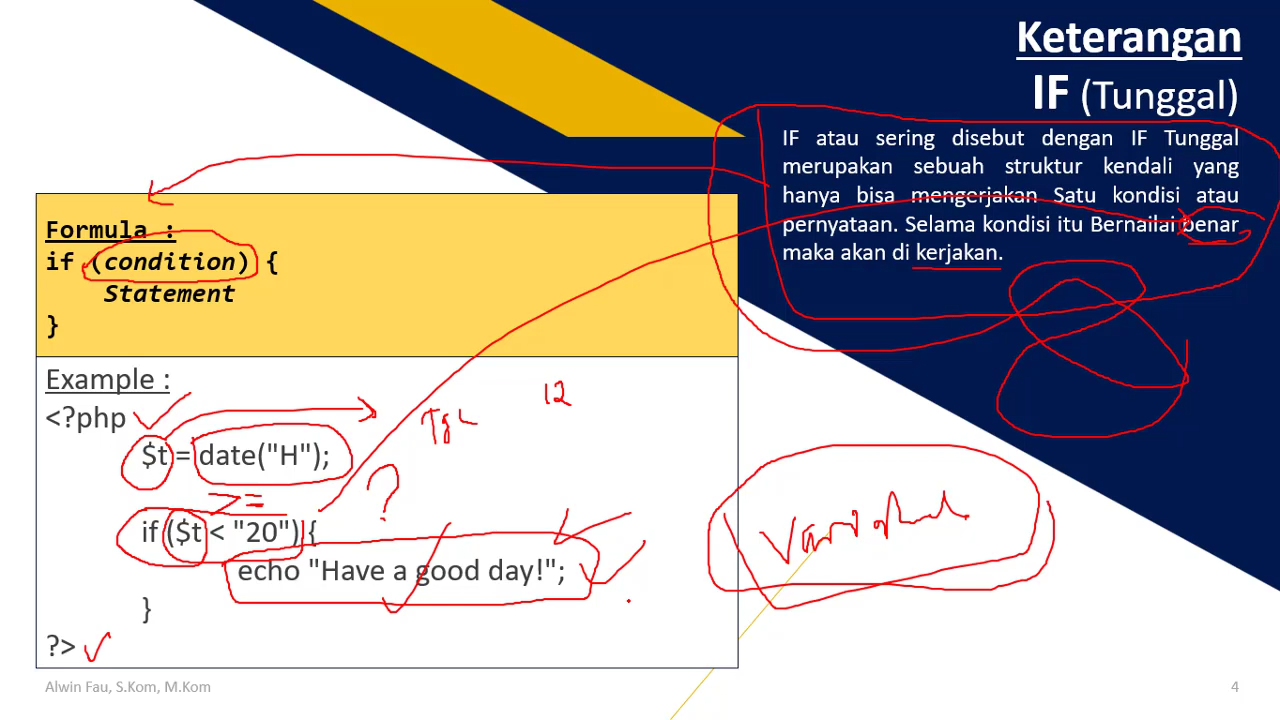 Keterangan
IF (Tunggal)
IF atau sering disebut dengan IF Tunggal
merupakan sebuah struktur kendali yang
hanya bisa mengerjakan Satu kondisi atau
pernyataan. Selama kondisi itu Bernailai benar
maka akan di kerjakan.
Formula :
if (condition) {
Statement
}
Example :
<?php
$t = date("H");
Tgl
12
>=
?
if ($t < "20") {
echo "Have a good day!";
}
?>
Variabel
Alwin Fau, S.Kom, M.Kom
4